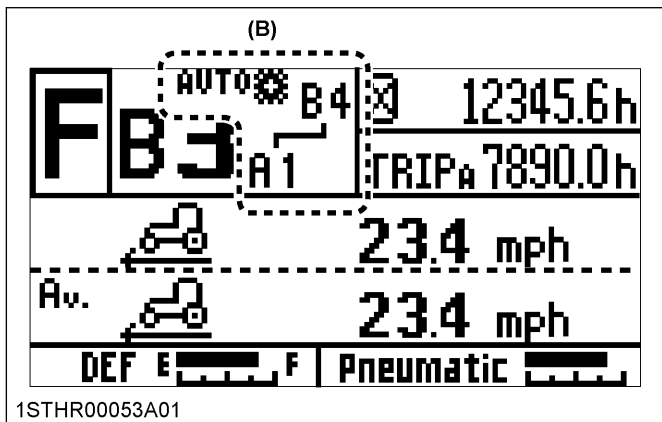 (B)
F B3 AUTO A1 B4 12345.6h
TRIPA 7890.0h
23.4 mph
Av. 23.4 mph
DEF E F Pneumatic
1STHR00053A01